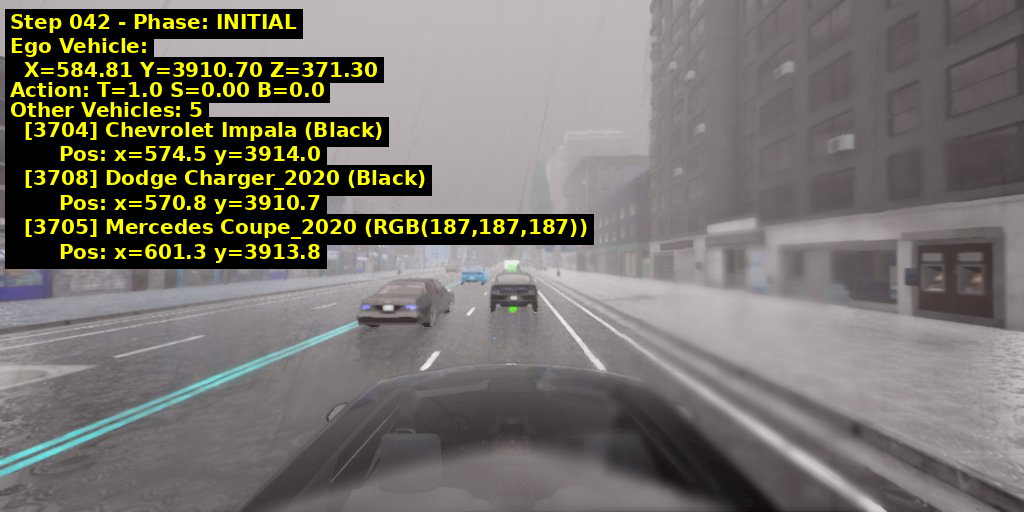 Step 042 - Phase: INITIAL
Ego Vehicle:
X=584.81 Y=3910.70 Z=371.30
Action: T=1.0 S=0.00 B=0.0
Other Vehicles: 5
[3704] Chevrolet Impala (Black)
Pos: x=574.5 y=3914.0
[3708] Dodge Charger_2020 (Black)
Pos: x=570.8 y=3910.7
[3705] Mercedes Coupe_2020 (RGB(187,187,187))
Pos: x=601.3 y=3913.8